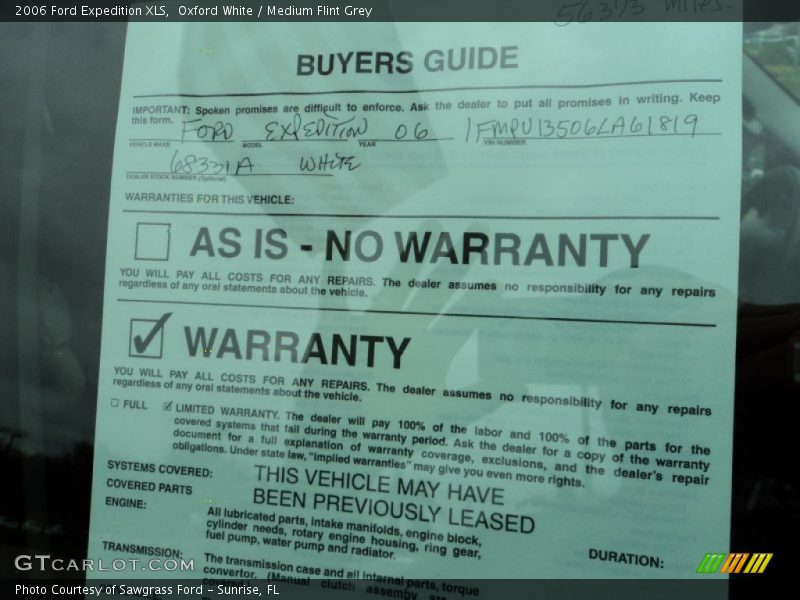 2006 Ford Expedition XLS, Oxford White / Medium Flint Grey
56313 miles-
BUYERS GUIDE
IMPORTANT: Spoken promises are difficult to enforce. Ask the dealer to put all promises in writing. Keep
this form.
FORD EXPEDITION 06 1FMPU13506LA61819
VEHICLE MAKE MODEL YEAR VIN NUMBER
68331A WHITE
DEALER STOCK NUMBER (Optional)
WARRANTIES FOR THIS VEHICLE:
AS IS - NO WARRANTY
YOU WILL PAY ALL COSTS FOR ANY REPAIRS. The dealer assumes no responsibility for any repairs
regardless of any oral statements about the vehicle.
WARRANTY
YOU WILL PAY ALL COSTS FOR ANY REPAIRS. The dealer assumes no responsibility for any repairs
regardless of any oral statements about the vehicle.
FULL LIMITED WARRANTY. The dealer will pay 100% of the labor and 100% of the parts for the
covered systems that fail during the warranty period. Ask the dealer for a copy of the warranty
document for a full explanation of warranty coverage, exclusions, and the dealer's repair
obligations. Under state law, "implied warranties" may give you even more rights.
SYSTEMS COVERED: THIS VEHICLE MAY HAVE
COVERED PARTS BEEN PREVIOUSLY LEASED
ENGINE: All lubricated parts, intake manifolds, engine block,
cylinder needs, rotary engine housing, ring gear,
fuel pump, water pump and radiator.
DURATION:
TRANSMISSION: The transmission case and all internal parts, torque
convertor. (Manual clutch assemby are
covered)
GTCARLOT.COM
Photo Courtesy of Sawgrass Ford - Sunrise, FL